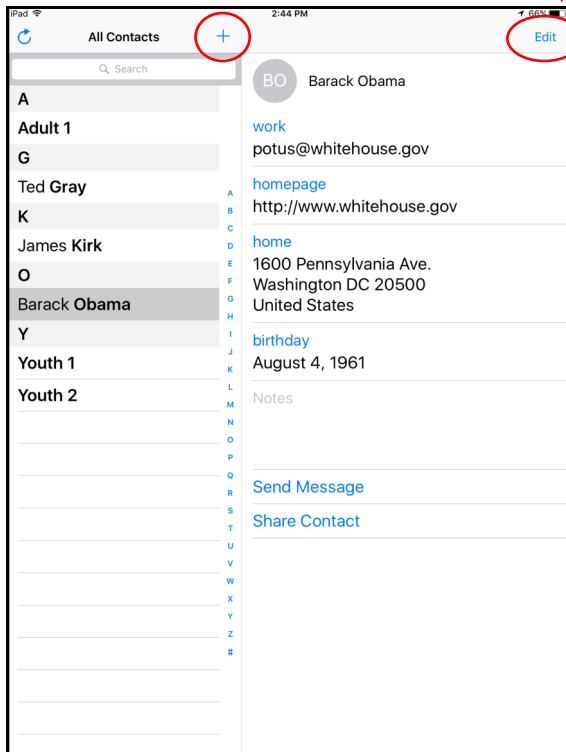 iPad 2:44 PM 66%
All Contacts + Edit
Search
A
Adult 1
G
Ted Gray
K
James Kirk
O
Barack Obama
Y
Youth 1
Youth 2
A
B
C
D
E
F
G
H
I
J
K
L
M
N
O
P
Q
R
S
T
U
V
W
X
Y
Z
#
BO Barack Obama
work
potus@whitehouse.gov
homepage
http://www.whitehouse.gov
home
1600 Pennsylvania Ave.
Washington DC 20500
United States
birthday
August 4, 1961
Notes
Send Message
Share Contact